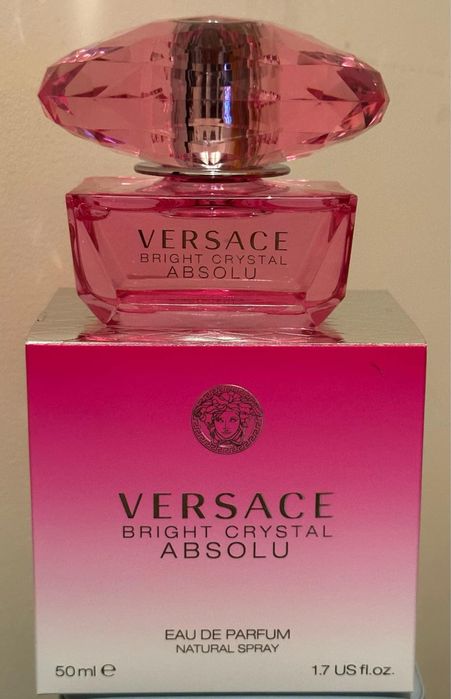 VERSACE
BRIGHT CRYSTAL
ABSOLU
VERSACE
BRIGHT CRYSTAL
ABSOLU
EAU DE PARFUM
NATURAL SPRAY
50 ml ℮ 1.7 US fl.oz.